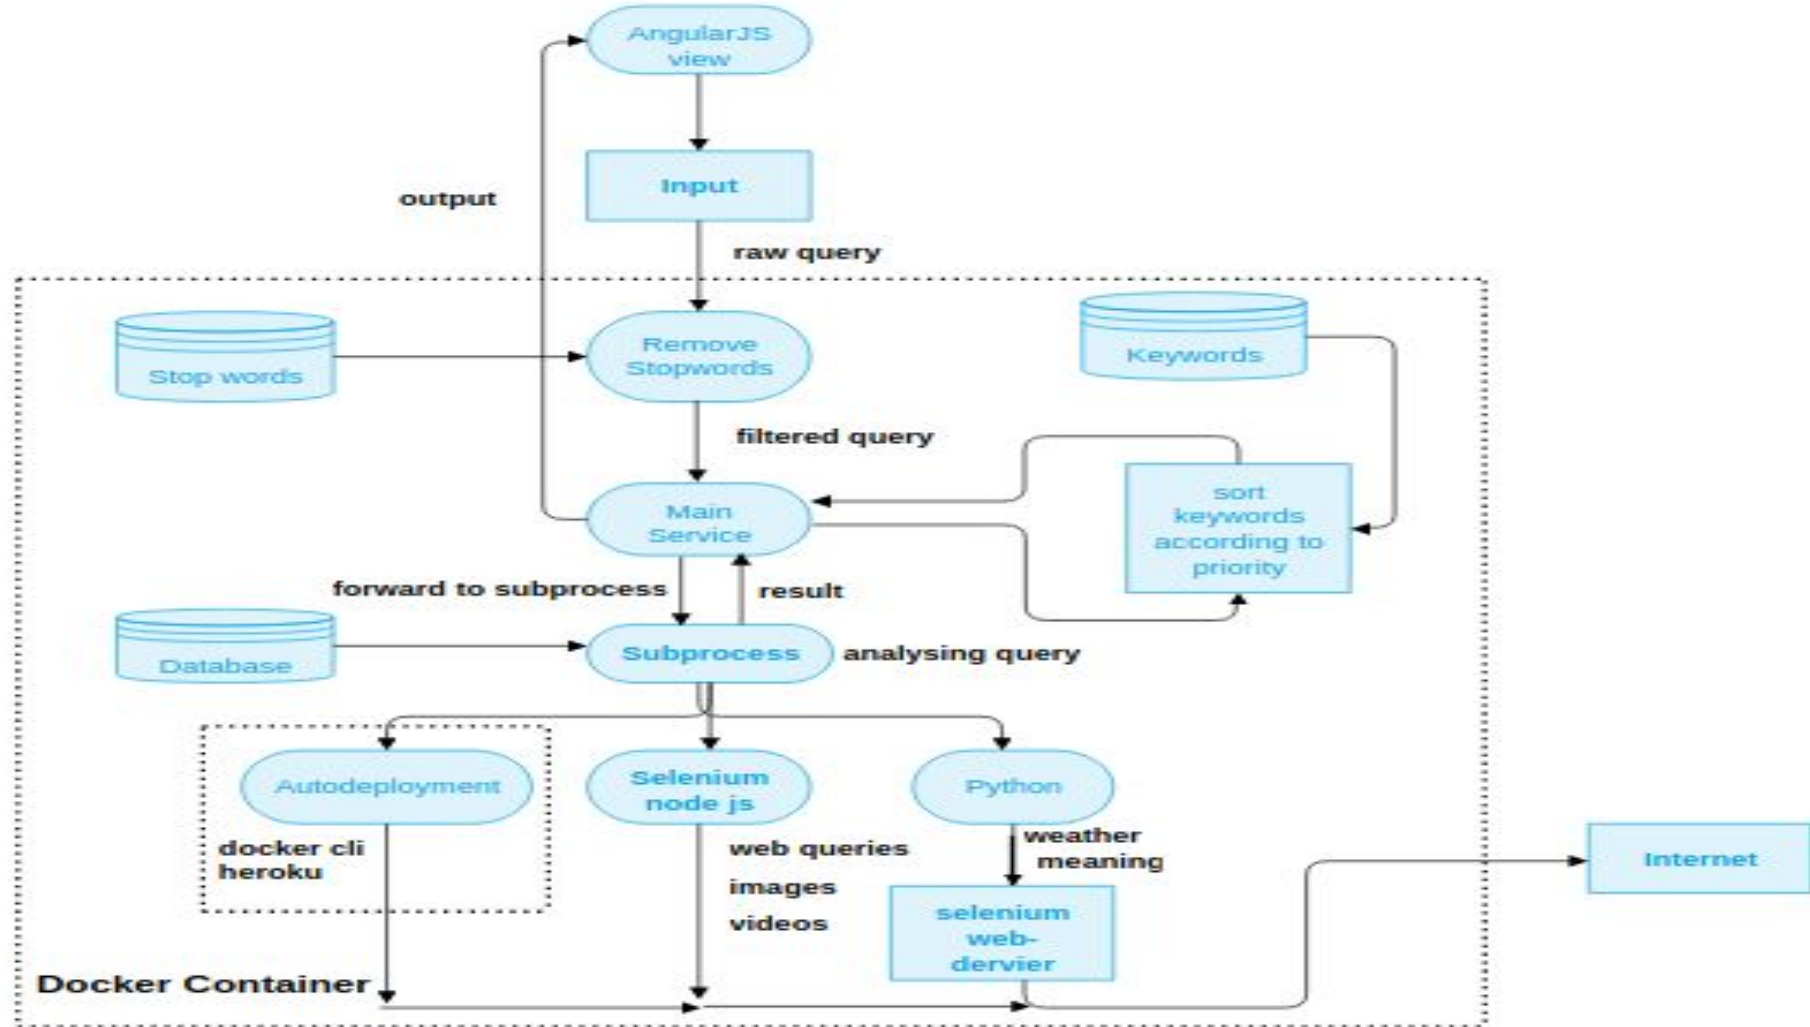 AngularJS
view
Input
output
raw query
Stop words
Remove
Stopwords
Keywords
filtered query
Main
Service
sort
keywords
according to
priority
forward to subprocess
result
Database
Subprocess
analysing query
Autodeployment
Selenium
node js
Python
docker cli
heroku
web queries
images
videos
weather
meaning
selenium
web-
dervier
Internet
Docker Container